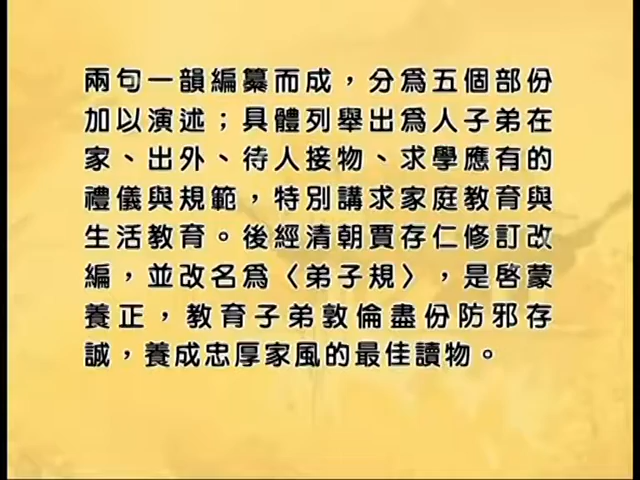 兩句一韻編纂而成，分為五個部份
加以演述；具體列舉出為人子弟在
家、出外、待人接物、求學應有的
禮儀與規範，特別講求家庭教育與
生活教育。後經清朝賈存仁修訂改
編，並改名為〈弟子規〉，是啓蒙
養正，教育子弟敦倫盡份防邪存
誠，養成忠厚家風的最佳讀物。